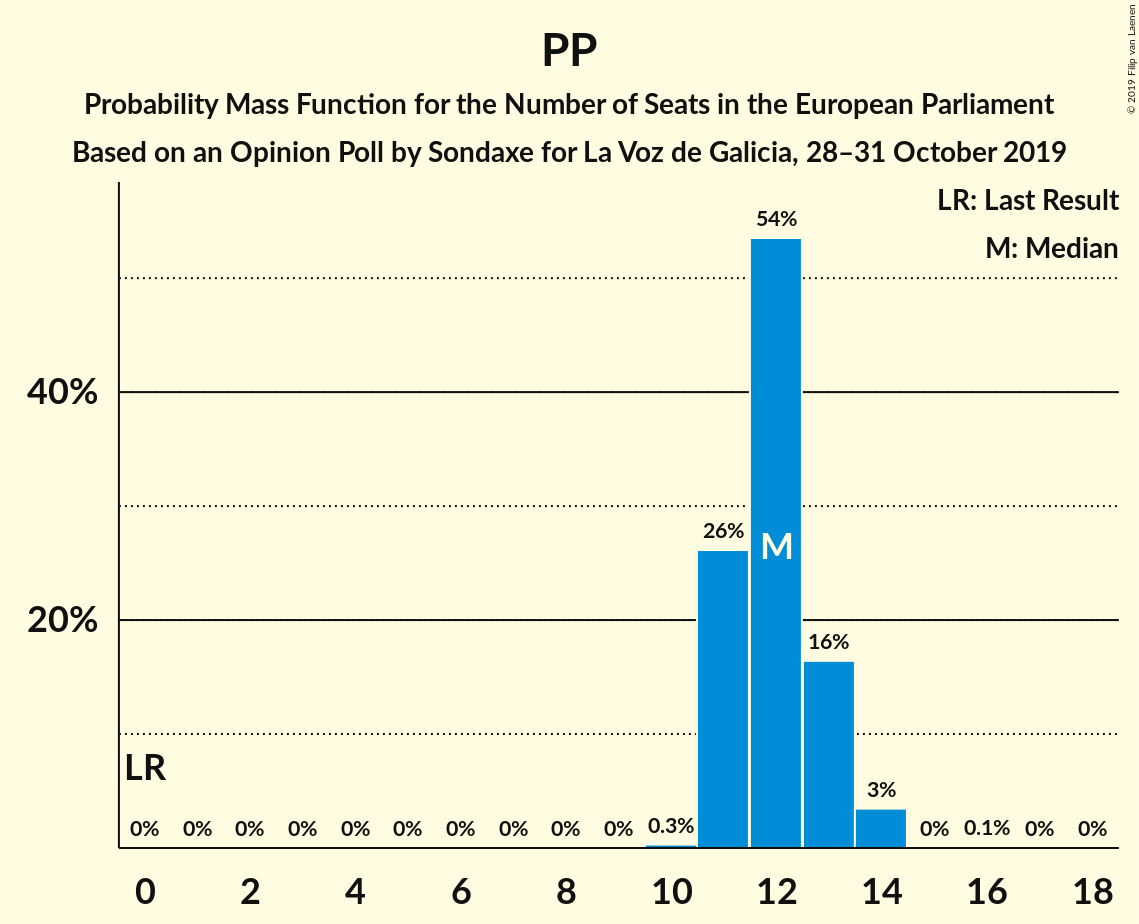 PP
Probability Mass Function for the Number of Seats in the European Parliament
Based on an Opinion Poll by Sondaxe for La Voz de Galicia, 28–31 October 2019
© 2019 Filip van Laenen
LR: Last Result
M: Median
54%
40%
26%
M
20%
16%
LR
3%
0% 0% 0% 0% 0% 0% 0% 0% 0% 0% 0.3% 0% 0.1% 0% 0%
0 2 4 6 8 10 12 14 16 18